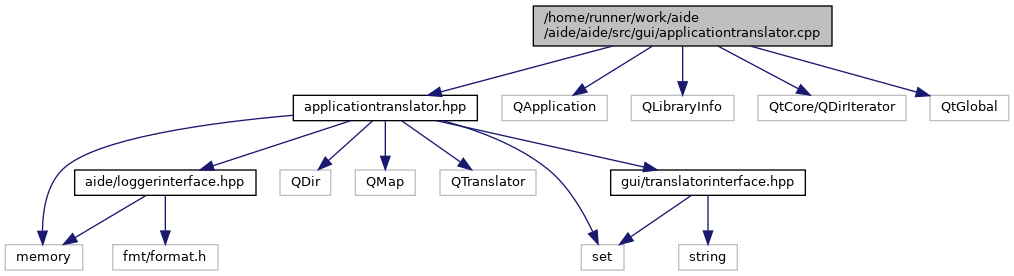 /home/runner/work/aide
/aide/aide/src/gui/applicationtranslator.cpp
applicationtranslator.hpp
QApplication
QLibraryInfo
QtCore/QDirIterator
QtGlobal
aide/loggerinterface.hpp
QDir
QMap
QTranslator
gui/translatorinterface.hpp
memory
fmt/format.h
set
string